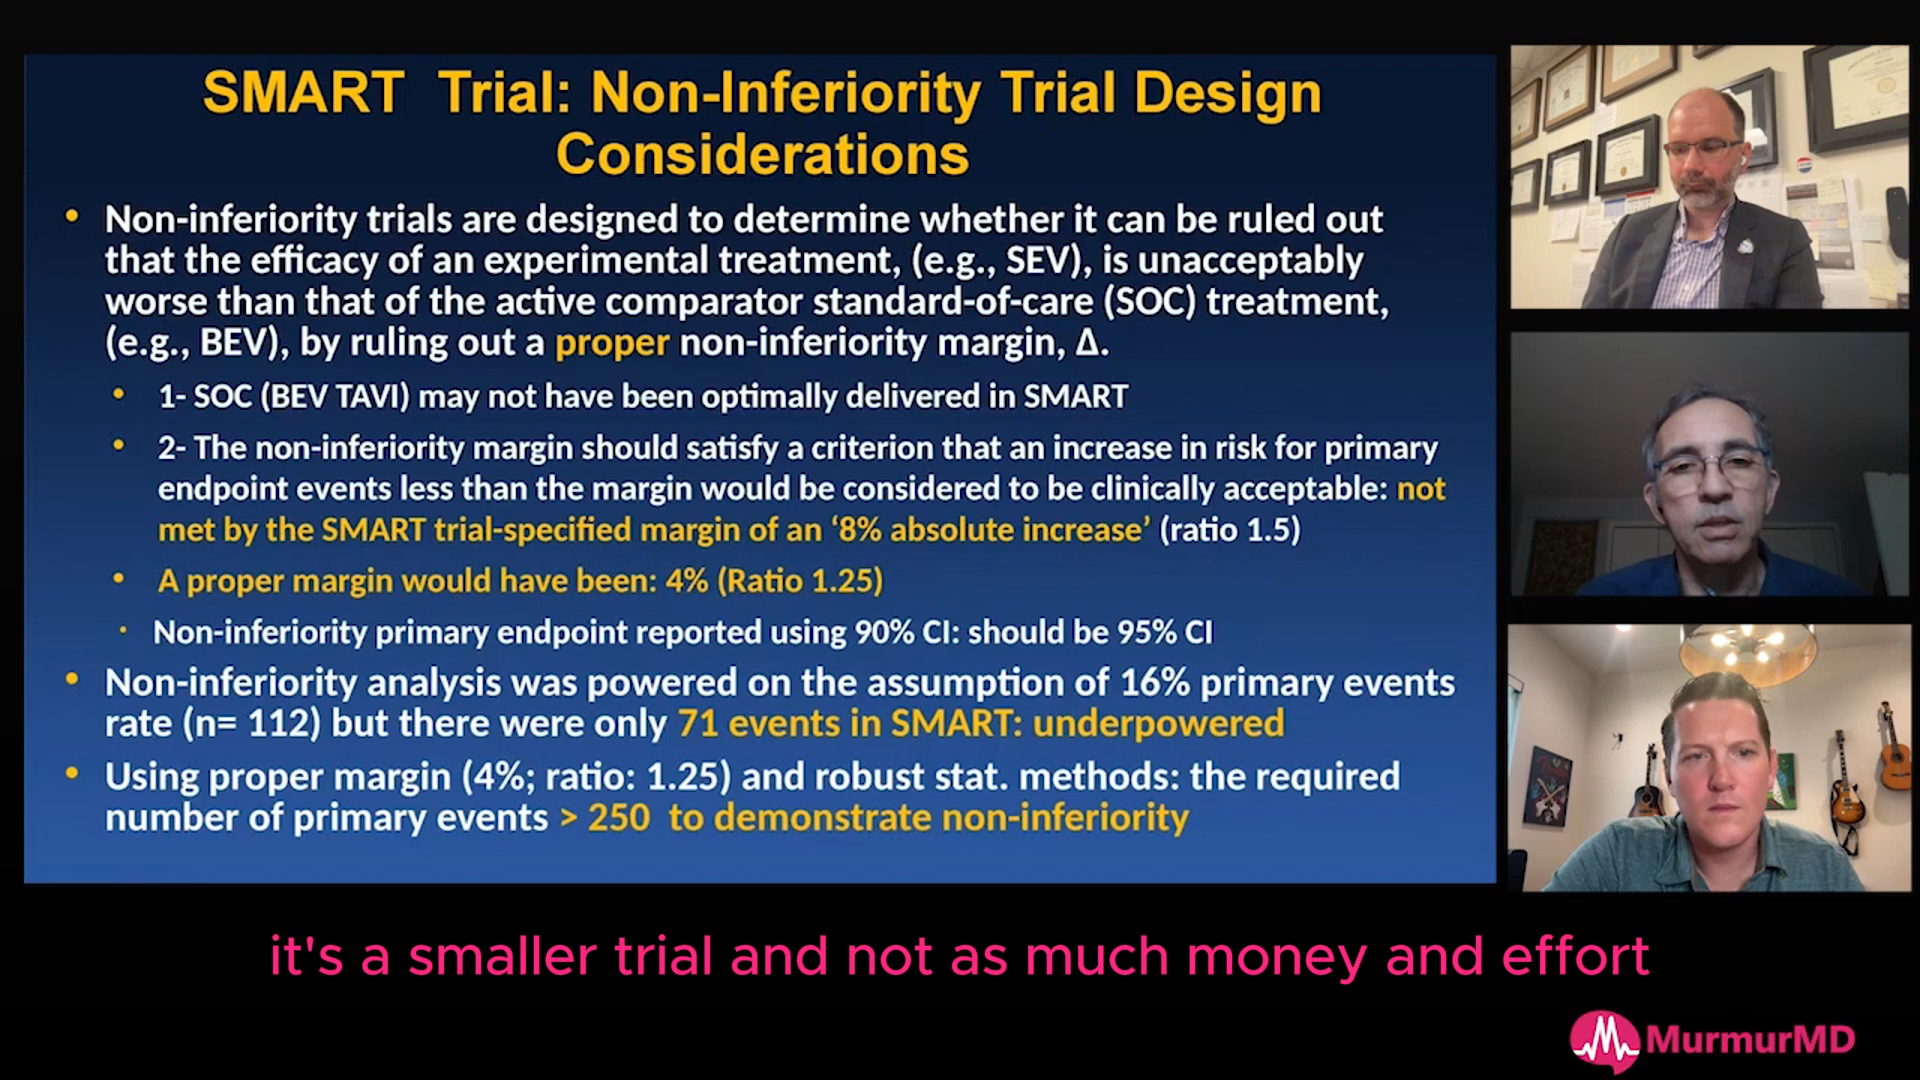 SMART Trial: Non-Inferiority Trial Design
Considerations
• Non-inferiority trials are designed to determine whether it can be ruled out
that the efficacy of an experimental treatment, (e.g., SEV), is unacceptably
worse than that of the active comparator standard-of-care (SOC) treatment,
(e.g., BEV), by ruling out a proper non-inferiority margin, Δ.
• 1- SOC (BEV TAVI) may not have been optimally delivered in SMART
• 2- The non-inferiority margin should satisfy a criterion that an increase in risk for primary
endpoint events less than the margin would be considered to be clinically acceptable: not
met by the SMART trial-specified margin of an ‘8% absolute increase’ (ratio 1.5)
• A proper margin would have been: 4% (Ratio 1.25)
• Non-inferiority primary endpoint reported using 90% CI: should be 95% CI
• Non-inferiority analysis was powered on the assumption of 16% primary events
rate (n= 112) but there were only 71 events in SMART: underpowered
• Using proper margin (4%; ratio: 1.25) and robust stat. methods: the required
number of primary events > 250 to demonstrate non-inferiority
it's a smaller trial and not as much money and effort
MurmurMD